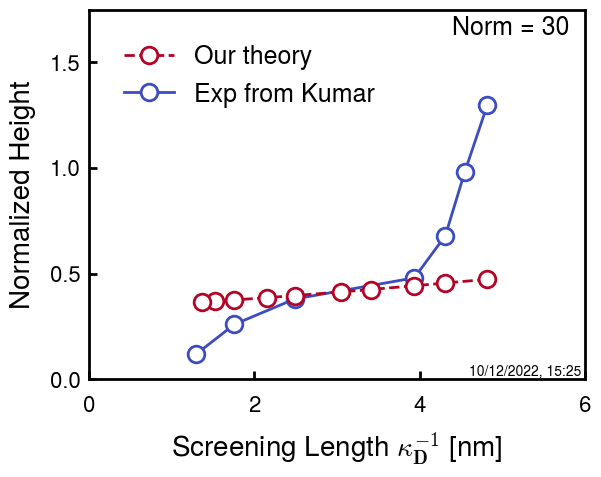 Norm = 30
Our theory
Exp from Kumar
Normalized Height
1.5
1.0
0.5
0.0
10/12/2022, 15:25
0 2 4 6
Screening Length κ_D^{-1} [nm]